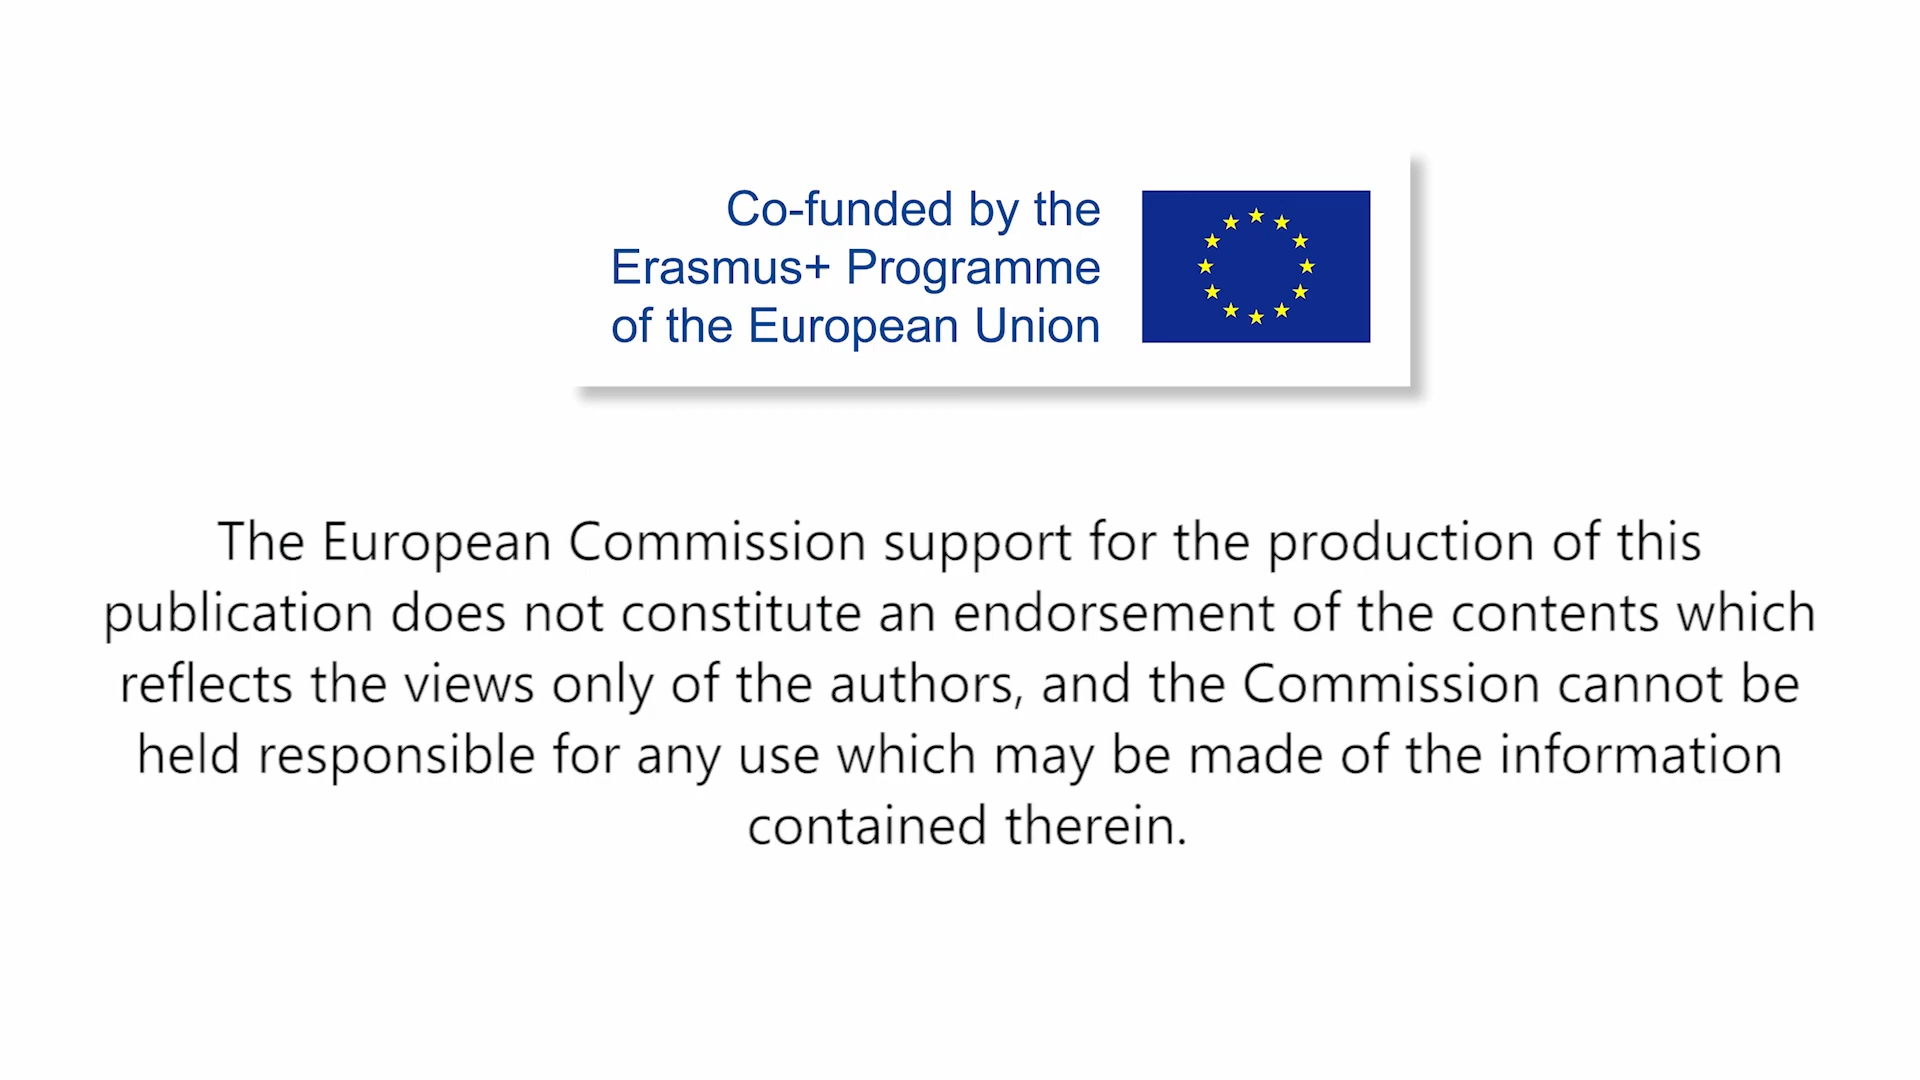 Co-funded by the
Erasmus+ Programme
of the European Union
The European Commission support for the production of this
publication does not constitute an endorsement of the contents which
reflects the views only of the authors, and the Commission cannot be
held responsible for any use which may be made of the information
contained therein.